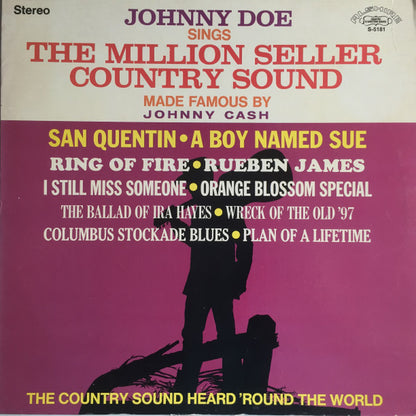 Stereo
JOHNNY DOE
SINGS
THE MILLION SELLER
COUNTRY SOUND
MADE FAMOUS BY
JOHNNY CASH
ALSHIRE
S-5181
SAN QUENTIN • A BOY NAMED SUE
RING OF FIRE • RUEBEN JAMES
I STILL MISS SOMEONE • ORANGE BLOSSOM SPECIAL
THE BALLAD OF IRA HAYES • WRECK OF THE OLD '97
COLUMBUS STOCKADE BLUES • PLAN OF A LIFETIME
THE COUNTRY SOUND HEARD 'ROUND THE WORLD